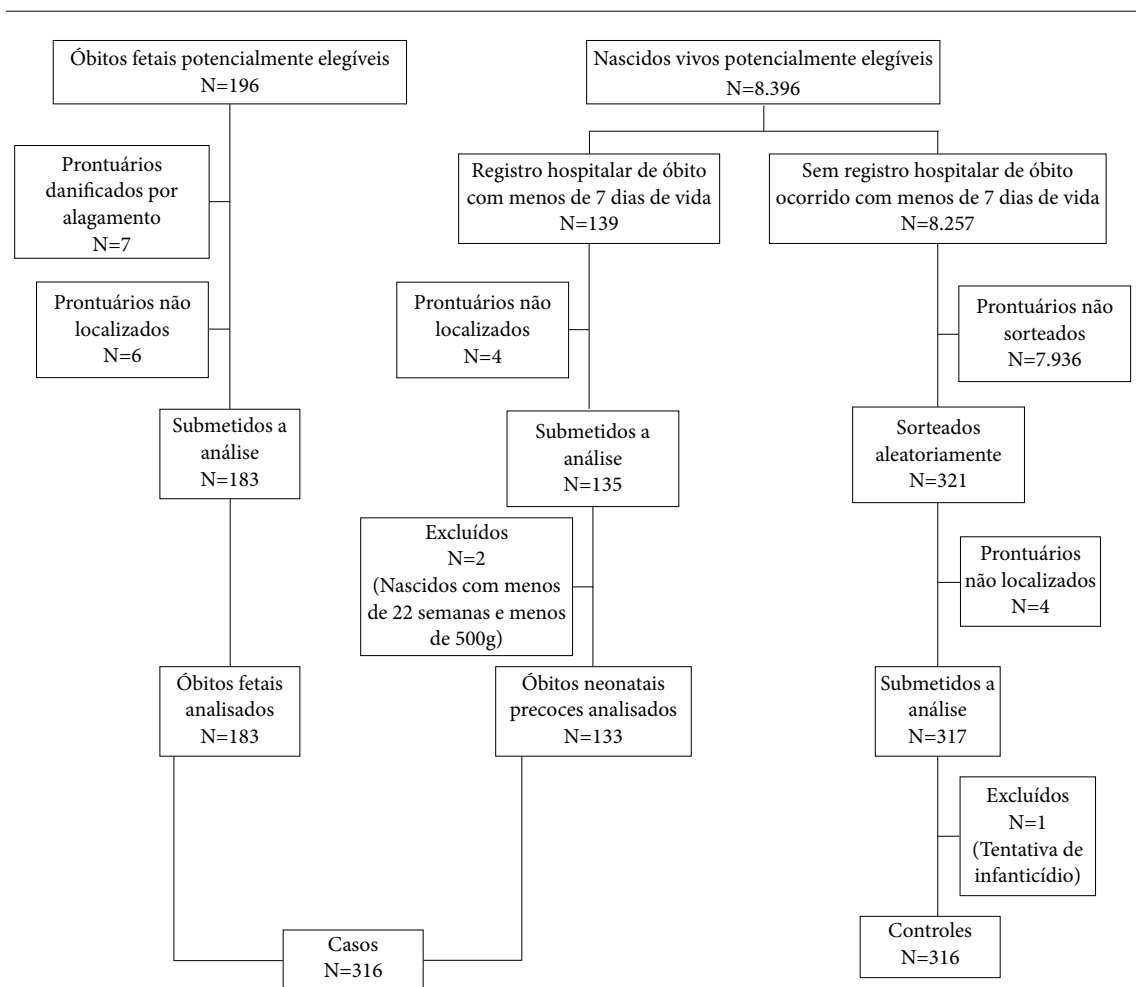 Óbitos fetais potencialmente elegíveis
N=196
Nascidos vivos potencialmente elegíveis
N=8.396
Prontuários
danificados por
alagamento
N=7
Registro hospitalar de óbito
com menos de 7 dias de vida
N=139
Sem registro hospitalar de óbito
ocorrido com menos de 7 dias de vida
N=8.257
Prontuários não
localizados
N=6
Prontuários não
localizados
N=4
Prontuários não
sorteados
N=7.936
Submetidos a
análise
N=183
Submetidos a
análise
N=135
Sorteados
aleatoriamente
N=321
Excluídos
N=2
(Nascidos com menos
de 22 semanas e menos
de 500g)
Prontuários
não localizados
N=4
Óbitos fetais
analisados
N=183
Óbitos neonatais
precoces analisados
N=133
Submetidos a
análise
N=317
Excluídos
N=1
(Tentativa de
infanticídio)
Casos
N=316
Controles
N=316